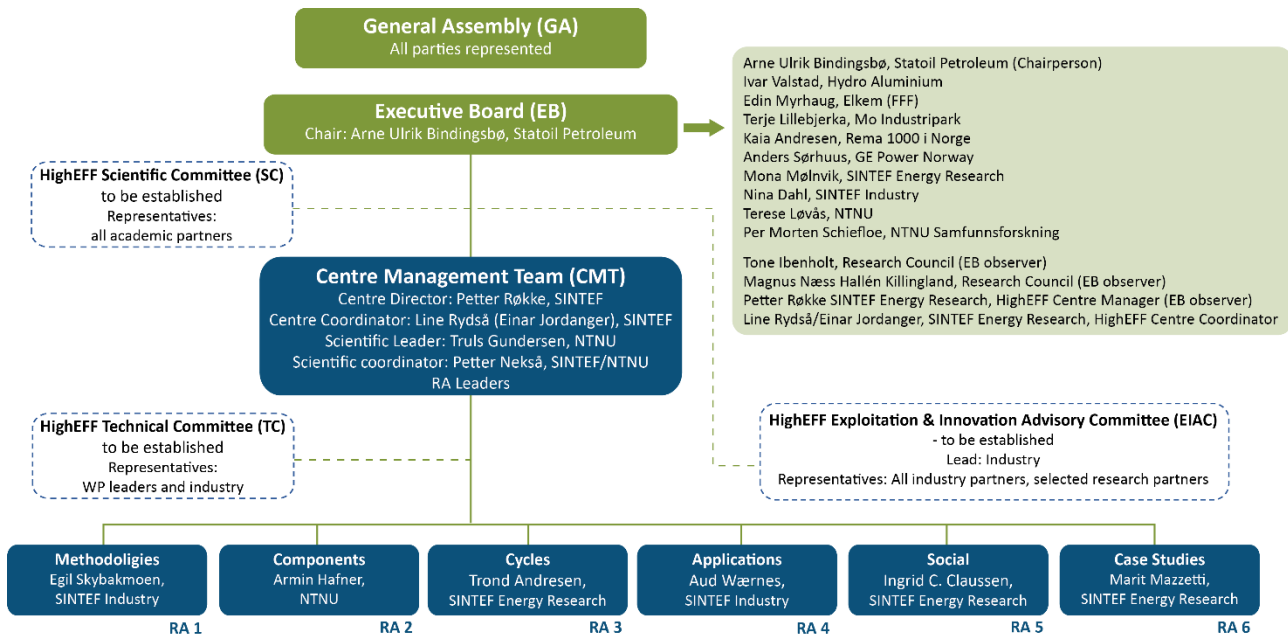 General Assembly (GA)
All parties represented
Executive Board (EB)
Chair: Arne Ulrik Bindingsbø, Statoil Petroleum
Arne Ulrik Bindingsbø, Statoil Petroleum (Chairperson)
Ivar Valstad, Hydro Aluminium
Edin Myrhaug, Elkem (FFF)
Terje Lillebjerka, Mo Industripark
Kaia Andresen, Rema 1000 i Norge
Anders Sørhuus, GE Power Norway
Mona Mølnvik, SINTEF Energy Research
Nina Dahl, SINTEF Industry
Terese Løvås, NTNU
Per Morten Schiefloe, NTNU Samfunnsforskning
Tone Ibenholt, Research Council (EB observer)
Magnus Næss Hallén Killingland, Research Council (EB observer)
Petter Røkke SINTEF Energy Research, HighEFF Centre Manager (EB observer)
Line Rydså/Einar Jordanger, SINTEF Energy Research, HighEFF Centre Coordinator
HighEFF Scientific Committee (SC)
to be established
Representatives:
all academic partners
Centre Management Team (CMT)
Centre Director: Petter Røkke, SINTEF
Centre Coordinator: Line Rydså (Einar Jordanger), SINTEF
Scientific Leader: Truls Gundersen, NTNU
Scientific coordinator: Petter Nekså, SINTEF/NTNU
RA Leaders
HighEFF Technical Committee (TC)
to be established
Representatives:
WP leaders and industry
HighEFF Exploitation & Innovation Advisory Committee (EIAC)
- to be established
Lead: Industry
Representatives: All industry partners, selected research partners
Methodoligies
Egil Skybakmoen,
SINTEF Industry
RA 1
Components
Armin Hafner,
NTNU
RA 2
Cycles
Trond Andresen,
SINTEF Energy Research
RA 3
Applications
Aud Wærnes,
SINTEF Industry
RA 4
Social
Ingrid C. Claussen,
SINTEF Energy Research
RA 5
Case Studies
Marit Mazzetti,
SINTEF Energy Research
RA 6